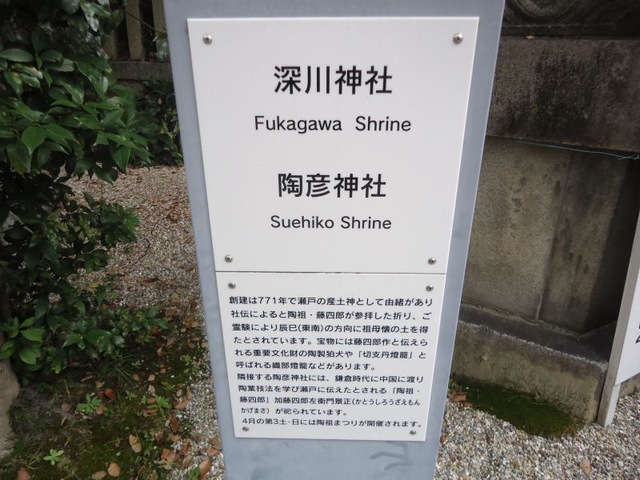 深川神社
Fukagawa Shrine
陶彦神社
Suehiko Shrine
創建は771年で瀬戸の産土神として由緒があり
社伝によると陶祖・藤四郎が参拝した折り、ご
霊験により辰巳(東南)の方向に祖母懐の土を得
たとされています。宝物には藤四郎作と伝えら
れる重要文化財の陶製狛犬や「切支丹燈籠」と
呼ばれる織部燈籠などがあります。
隣接する陶彦神社には、鎌倉時代に中国に渡り
陶業技法を学び瀬戸に伝えたとされる「陶祖
・藤四郎」加藤四郎左衛門景正(かとうしろうざえもん
かげまさ) が祀られています。
4月の第3土・日には陶祖まつりが開催されます。